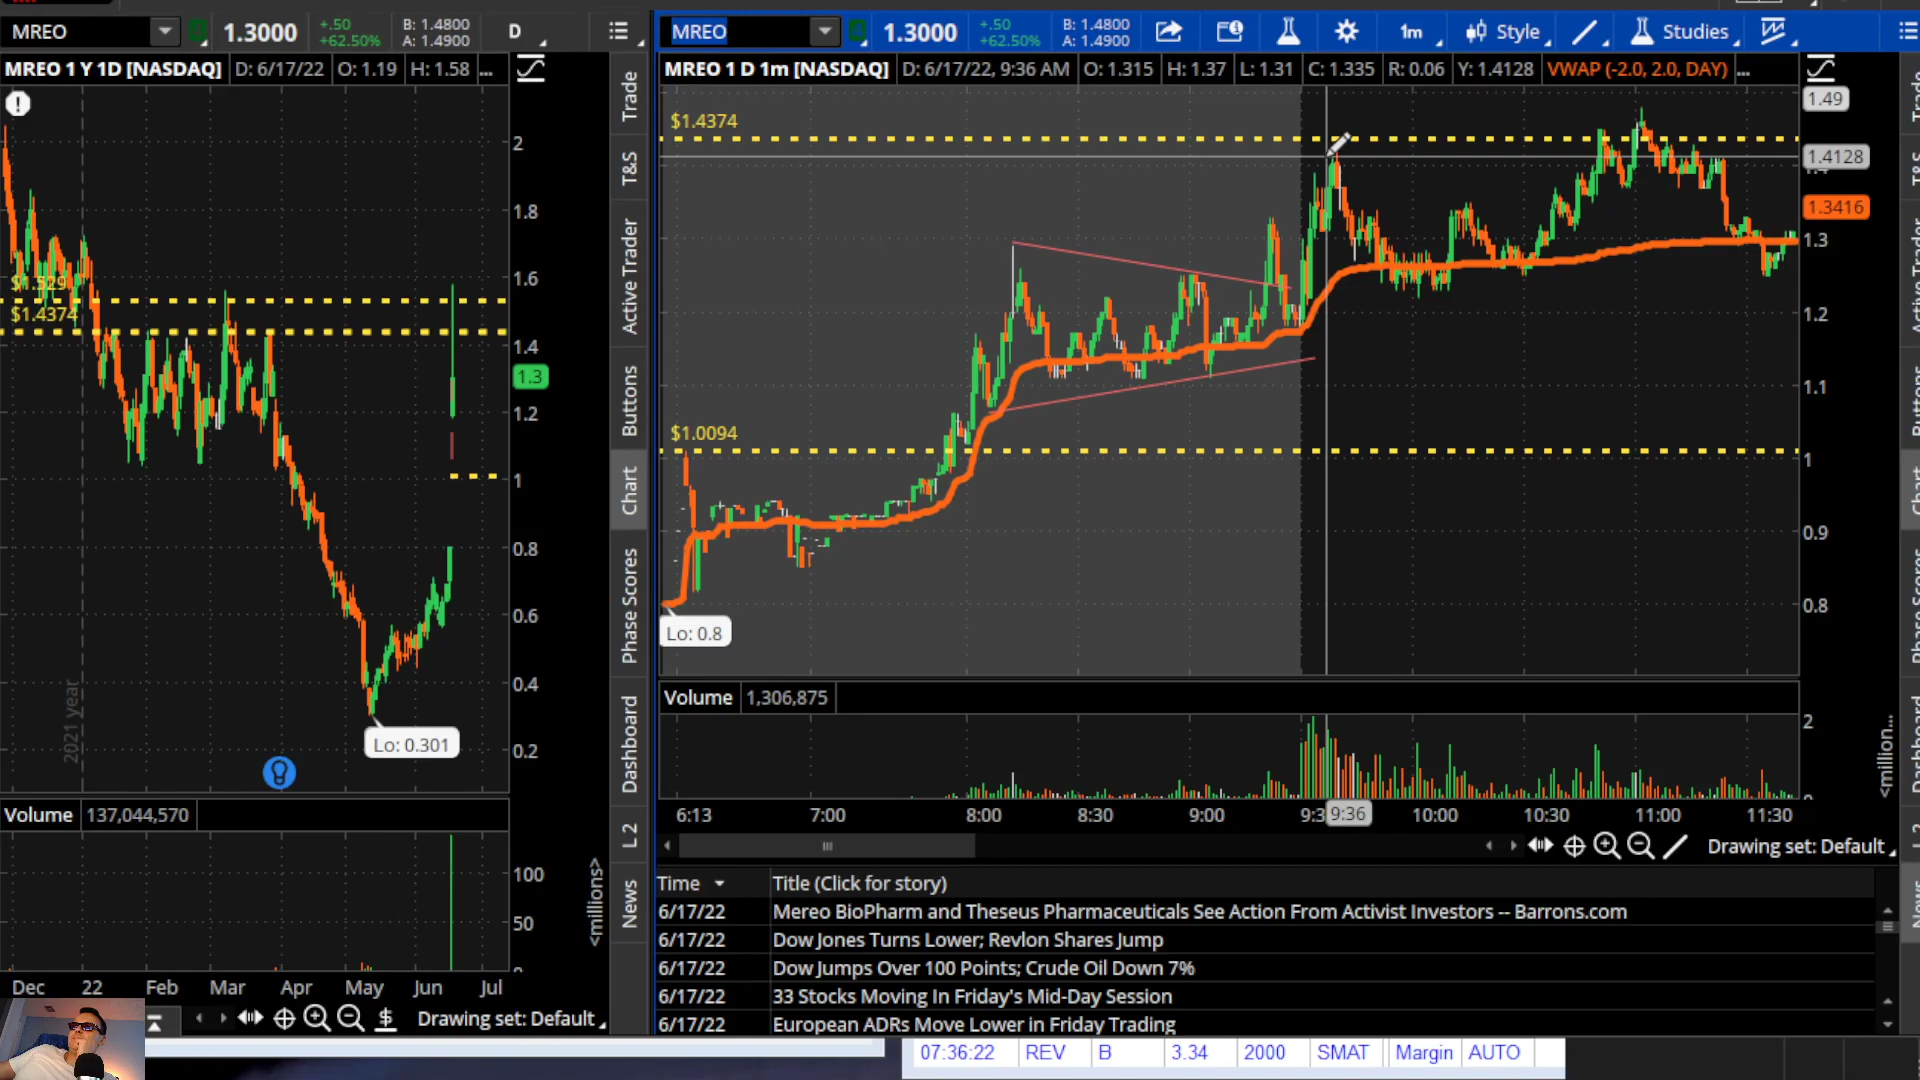 MREO
1.3000
+.50
+62.50%
B: 1.4800
A: 1.4900
D
MREO
1.3000
+.50
+62.50%
B: 1.4800
A: 1.4900
1m
Style
Studies
MREO 1 Y 1D [NASDAQ]
D: 6/17/22
O: 1.19
H: 1.58
...
MREO 1 D 1m [NASDAQ]
D: 6/17/22, 9:36 AM
O: 1.315
H: 1.37
L: 1.31
C: 1.335
R: 0.06
Y: 1.4128
VWAP (-2.0, 2.0, DAY)
...
$1.529
$1.4374
2
1.8
1.6
1.4
1.3
1.2
1
0.8
0.6
0.4
0.2
Lo: 0.301
2021 year
Volume
137,044,570
100
50
<millions>
Dec
22
Feb
Mar
Apr
May
Jun
Jul
$
Drawing set: Default
Trade
T&S
Active Trader
Buttons
Chart
Phase Scores
Dashboard
L 2
News
$1.4374
$1.0094
Lo: 0.8
1.49
1.4128
1.3416
1.3
1.2
1.1
1
0.9
0.8
Volume
1,306,875
2
0
<million...
6:13
7:00
8:00
8:30
9:00
9:3
9:36
10:00
10:30
11:00
11:30
Drawing set: Default
Time
Title (Click for story)
6/17/22
Mereo BioPharm and Theseus Pharmaceuticals See Action From Activist Investors -- Barrons.com
6/17/22
Dow Jones Turns Lower; Revlon Shares Jump
6/17/22
Dow Jumps Over 100 Points; Crude Oil Down 7%
6/17/22
33 Stocks Moving In Friday's Mid-Day Session
6/17/22
European ADRs Move Lower in Friday Trading
07:36:22
REV
B
3.34
2000
SMAT
Margin
AUTO